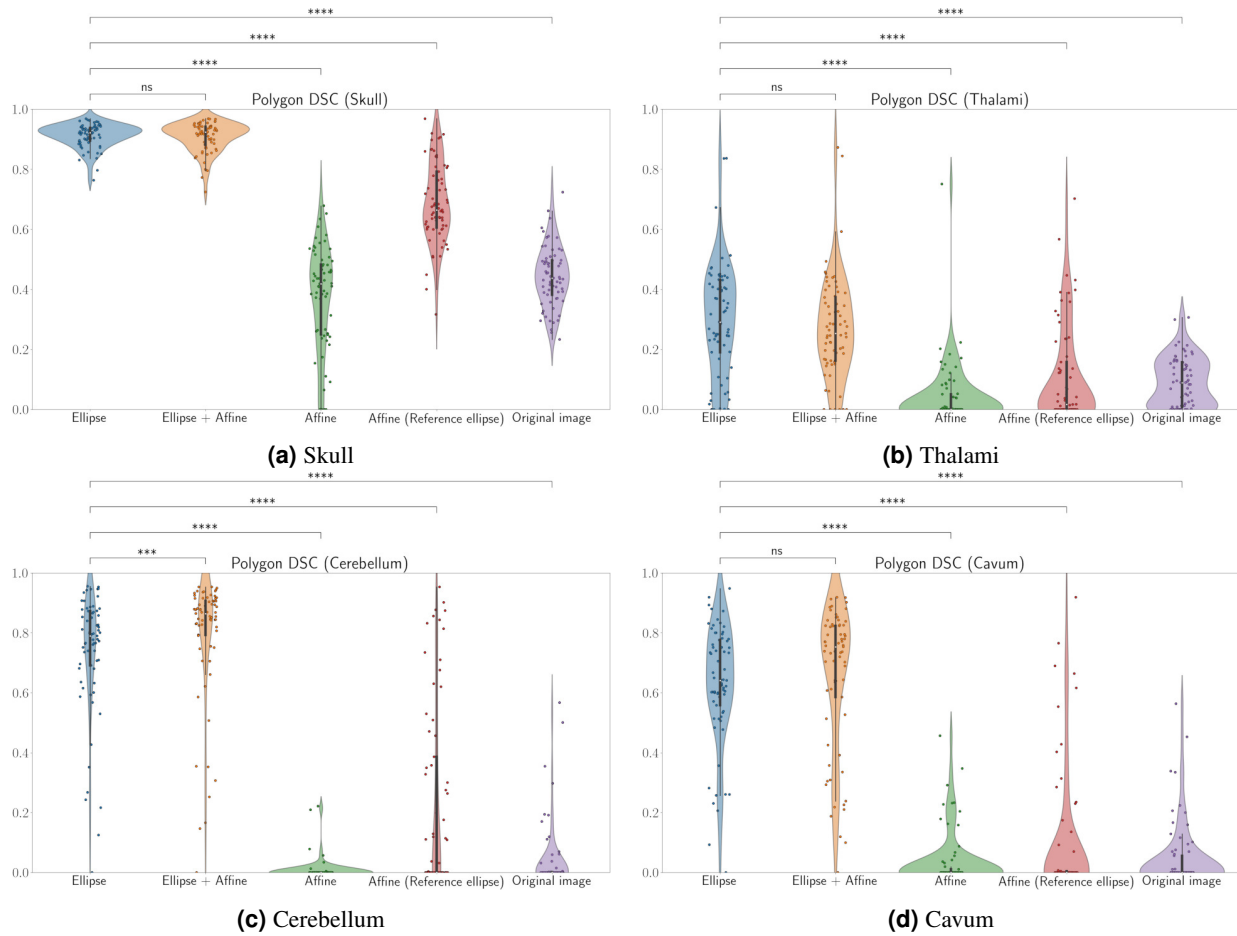 ****
****
****
ns
Polygon DSC (Skull)
1.0
0.8
0.6
0.4
0.2
0.0
Ellipse Ellipse + Affine Affine Affine (Reference ellipse) Original image
(a) Skull
****
****
****
ns
Polygon DSC (Thalami)
1.0
0.8
0.6
0.4
0.2
0.0
Ellipse Ellipse + Affine Affine Affine (Reference ellipse) Original image
(b) Thalami
****
****
****
***
Polygon DSC (Cerebellum)
1.0
0.8
0.6
0.4
0.2
0.0
Ellipse Ellipse + Affine Affine Affine (Reference ellipse) Original image
(c) Cerebellum
****
****
****
ns
Polygon DSC (Cavum)
1.0
0.8
0.6
0.4
0.2
0.0
Ellipse Ellipse + Affine Affine Affine (Reference ellipse) Original image
(d) Cavum